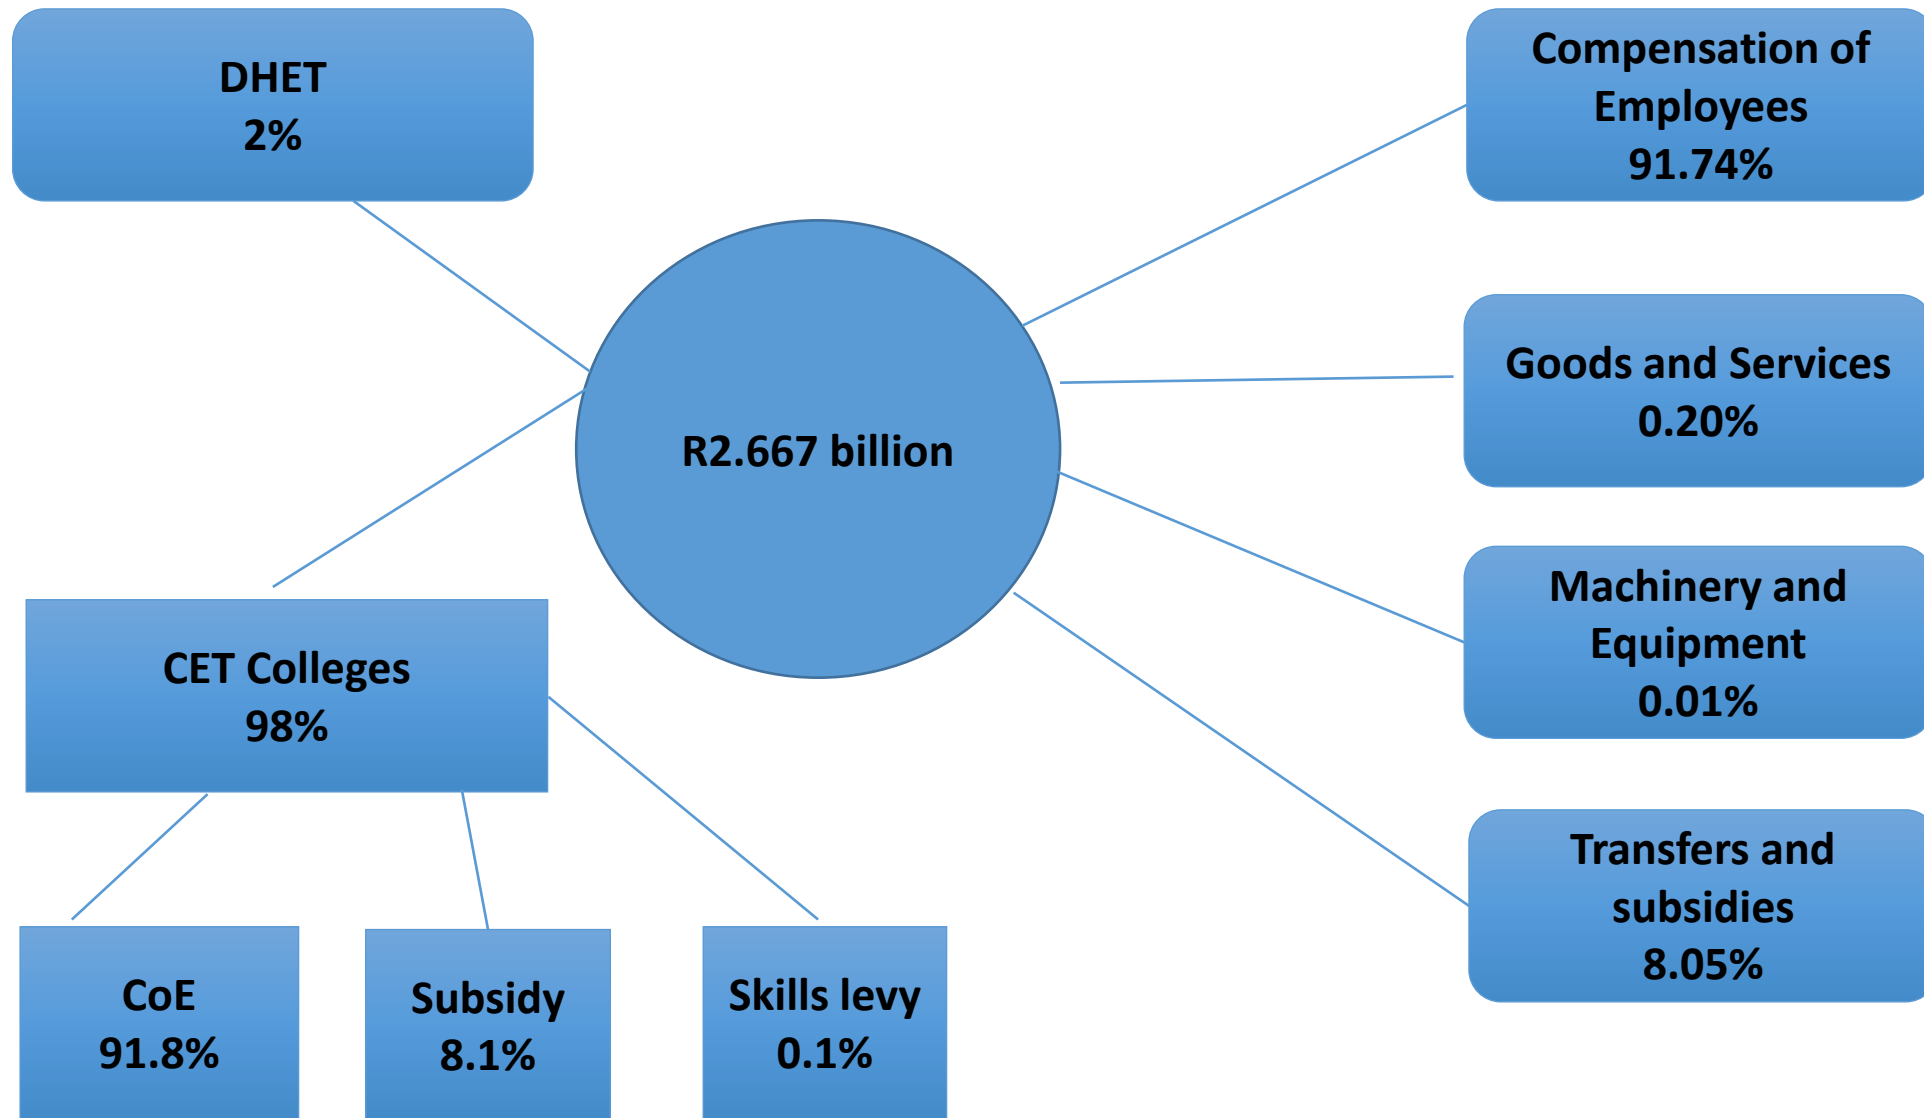 DHET
2%
Compensation of
Employees
91.74%
Goods and Services
0.20%
R2.667 billion
Machinery and
Equipment
0.01%
CET Colleges
98%
Transfers and
subsidies
8.05%
CoE
91.8%
Subsidy
8.1%
Skills levy
0.1%